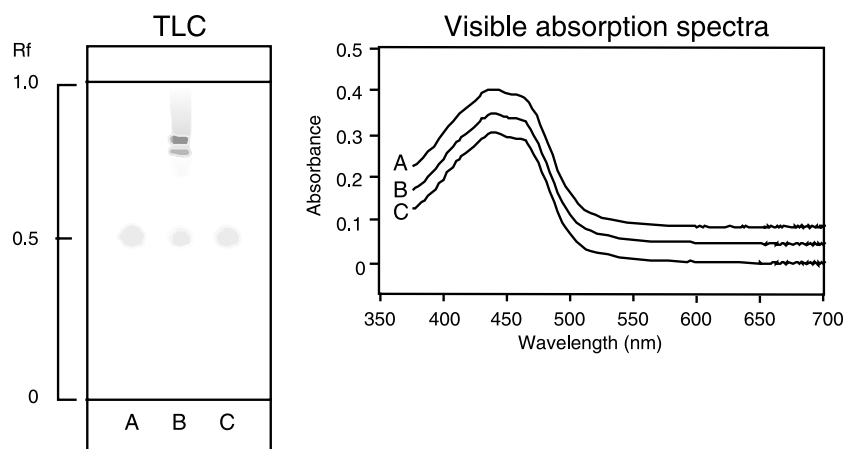 TLC
Rf
1.0
0.5
0
A B C
Visible absorption spectra
Absorbance
0.5
0.4
0.3
0.2
0.1
0
A
B
C
350 400 450 500 550 600 650 700
Wavelength (nm)